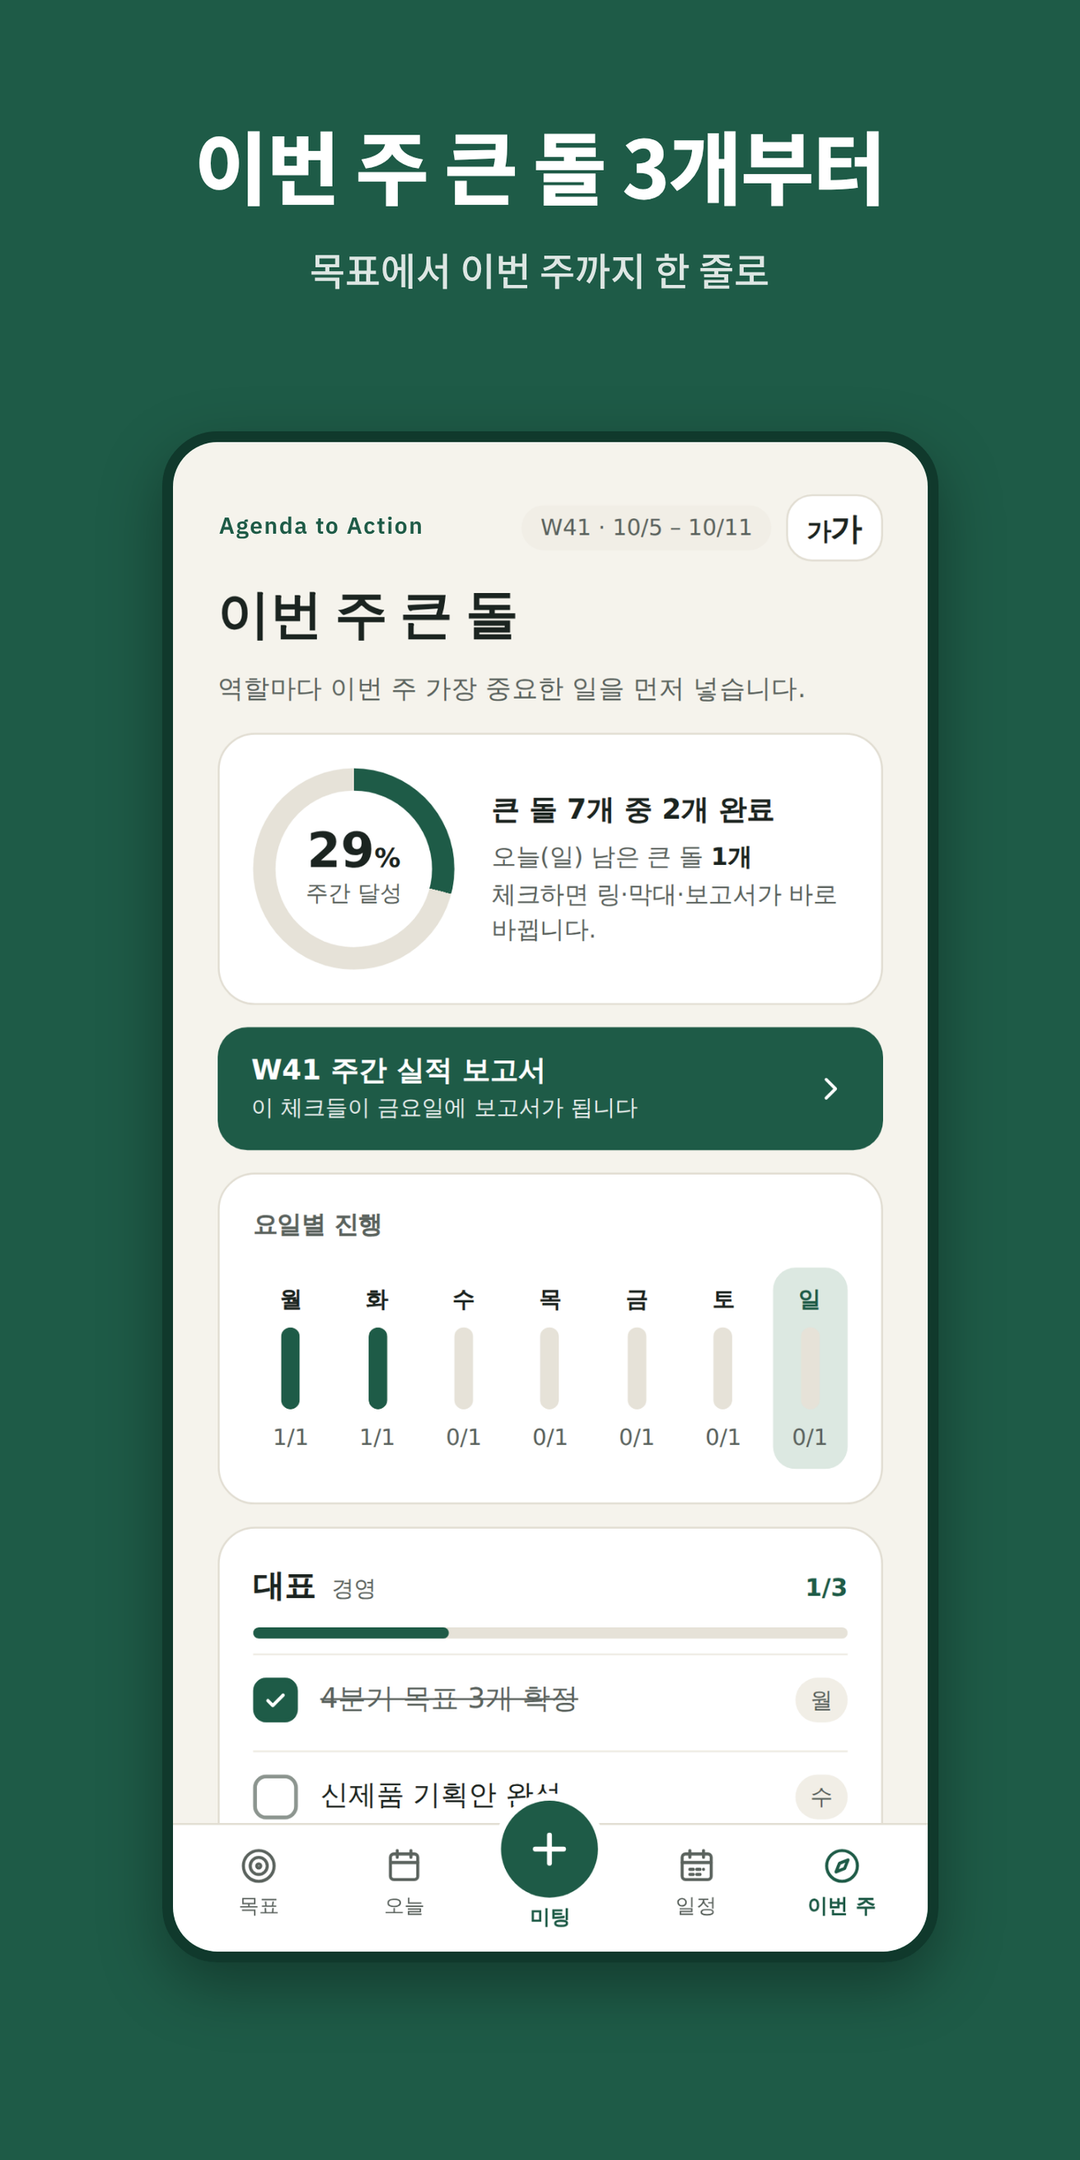 이번 주 큰 돌 3개부터
목표에서 이번 주까지 한 줄로
Agenda to Action
W41 · 10/5 – 10/11
가가
이번 주 큰 돌
역할마다 이번 주 가장 중요한 일을 먼저 넣습니다.
29%
주간 달성
큰 돌 7개 중 2개 완료
오늘(일) 남은 큰 돌 1개
체크하면 링·막대·보고서가 바로
바뀝니다.
W41 주간 실적 보고서
이 체크들이 금요일에 보고서가 됩니다
요일별 진행
월 화 수 목 금 토 일
1/1 1/1 0/1 0/1 0/1 0/1 0/1
대표 경영 1/3
4분기 목표 3개 확정 월
신제품 기획안 완성 수
목표 오늘 미팅 일정 이번 주